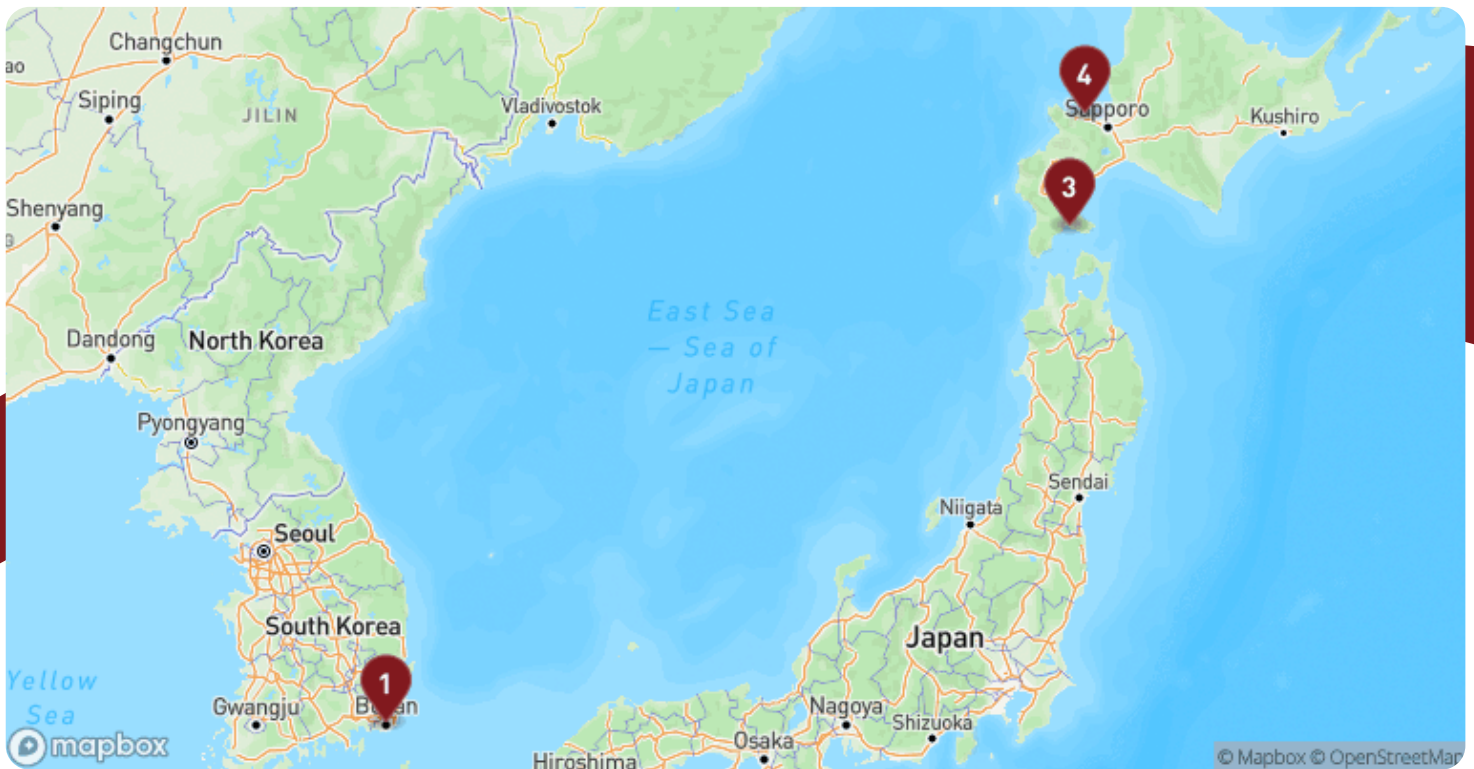 Changchun
ao
Siping
JILIN
Vladivostok
4
Sapporo
Kushiro
3
Shenyang
East Sea
— Sea of
Japan
Dandong
North Korea
Pyongyang
Sendai
Niigata
Seoul
South Korea
Japan
Yellow
Sea
1
Gwangju
Busan
Nagoya
Shizuoka
Osaka
Hiroshima
mapbox
© Mapbox © OpenStreetMap